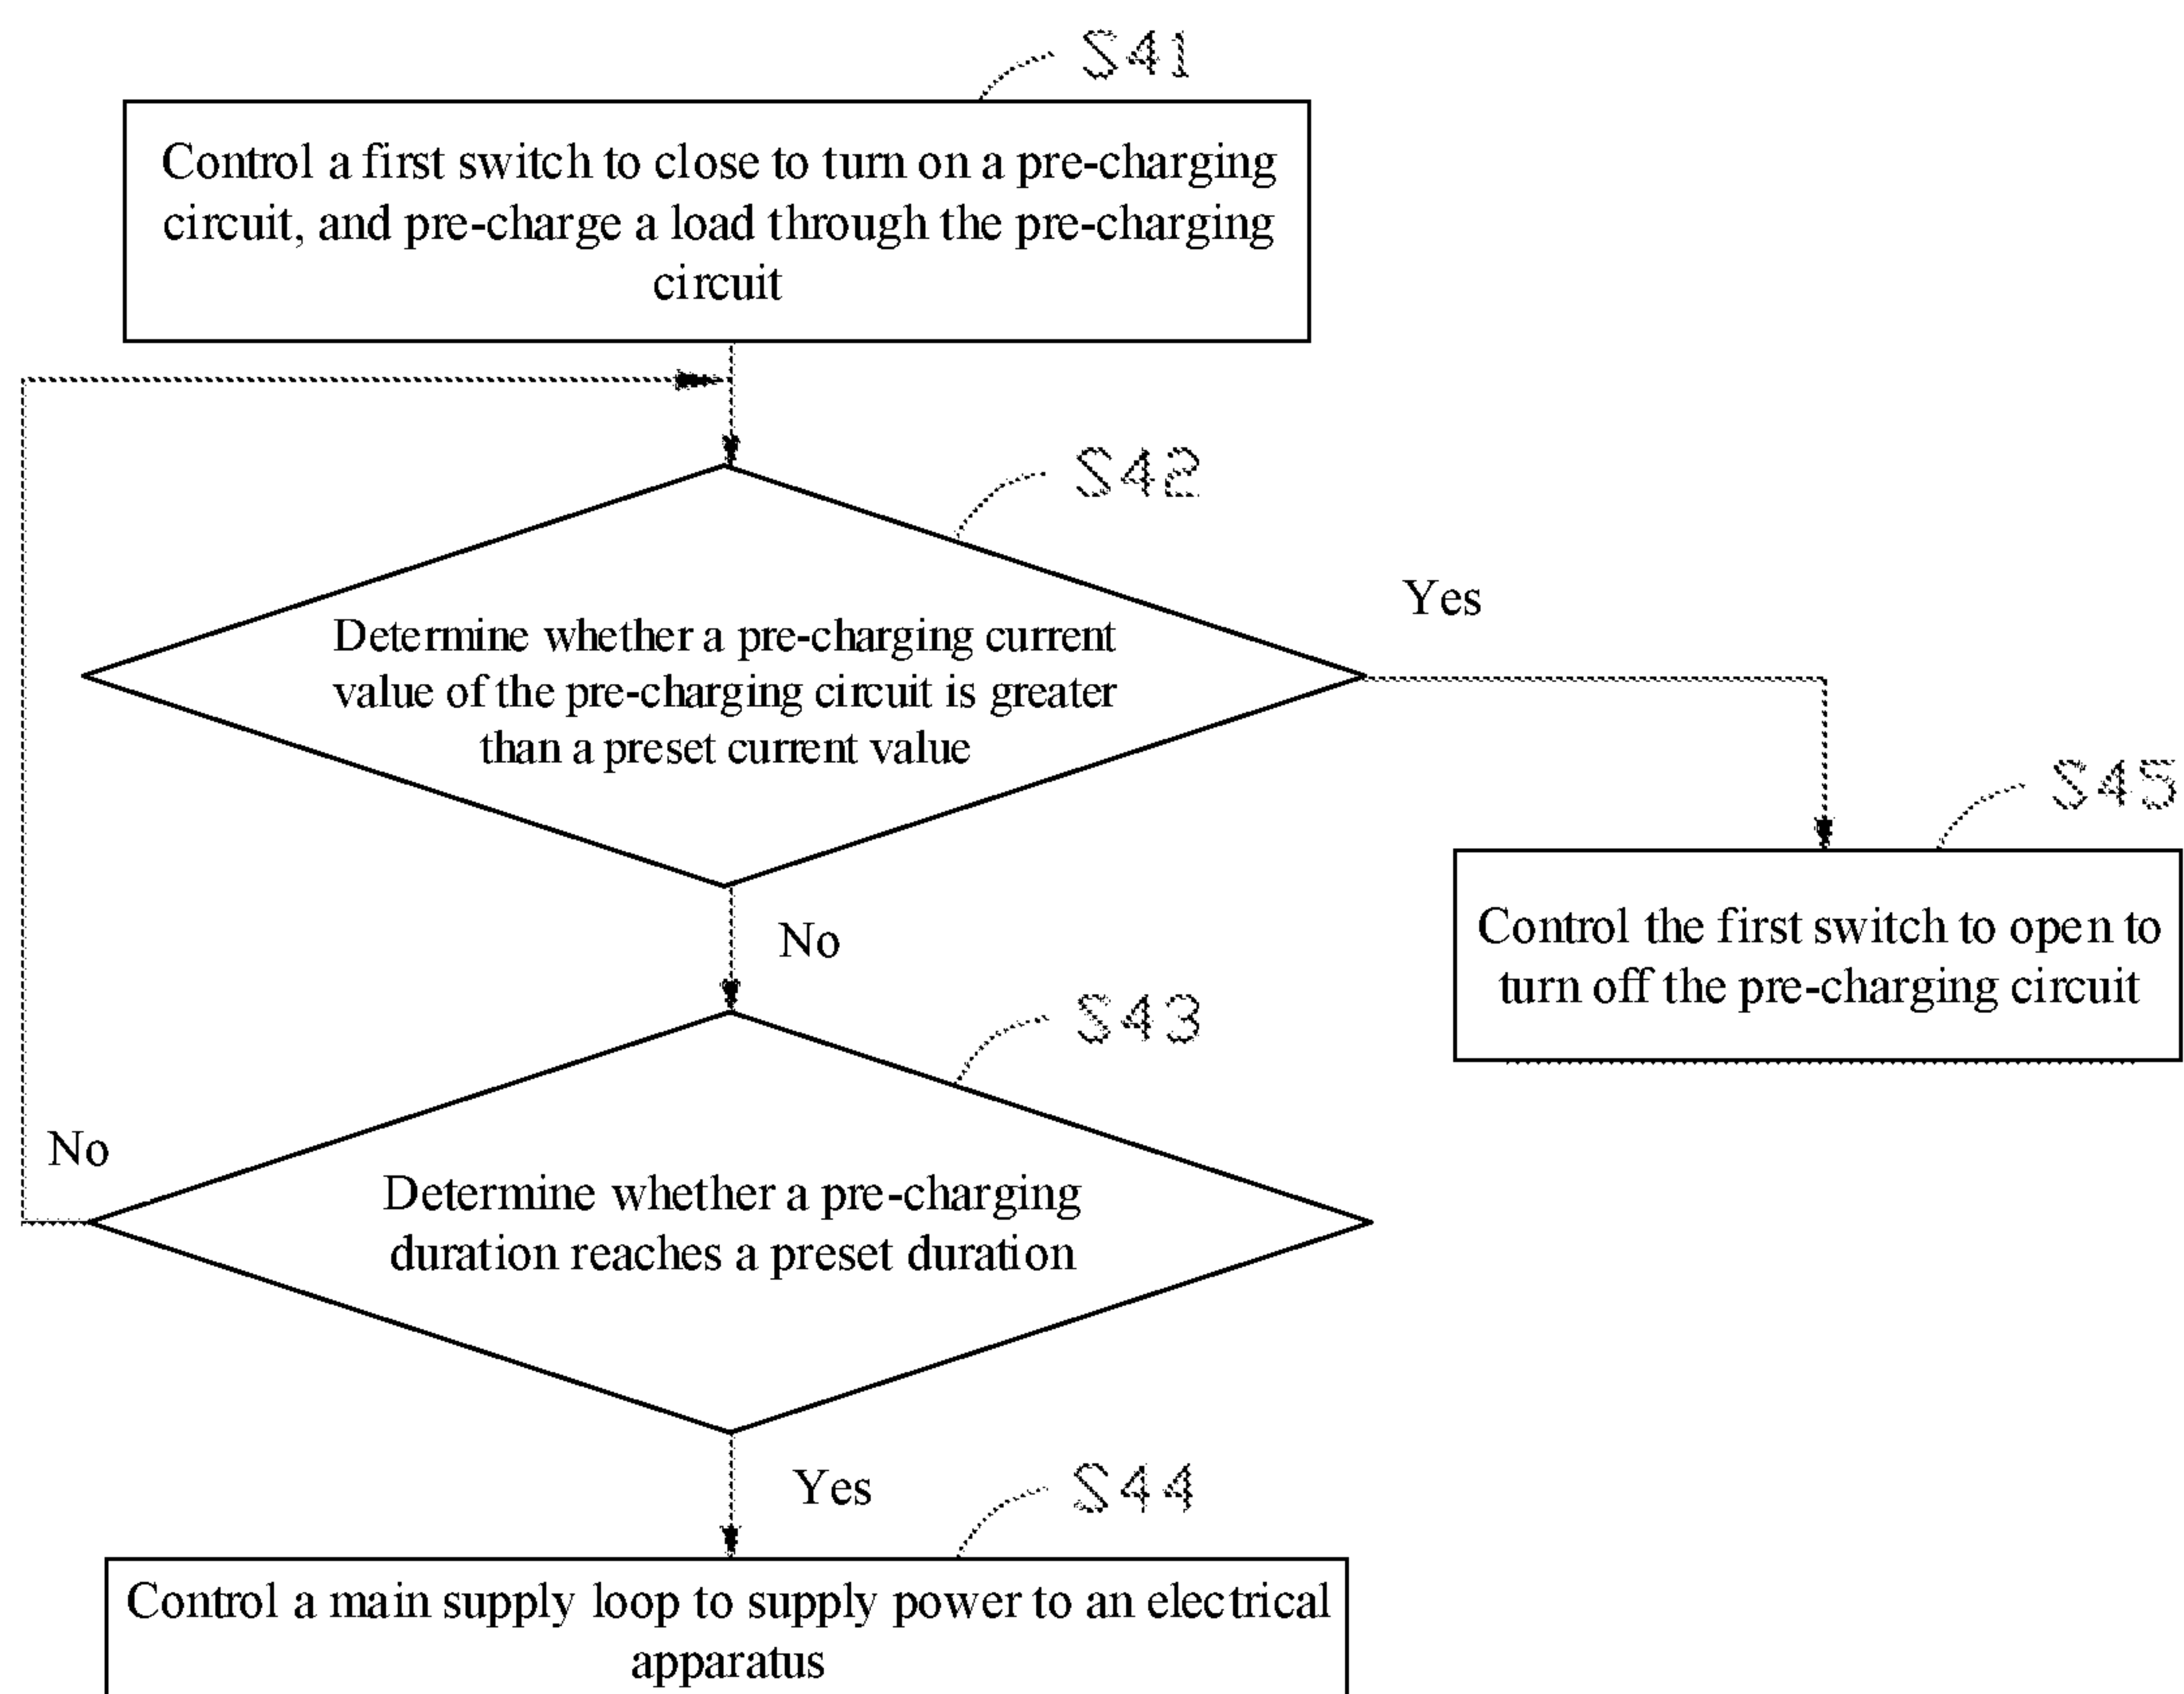 S41
Control a first switch to close to turn on a pre-charging
circuit, and pre-charge a load through the pre-charging
circuit
S42
Yes
Determine whether a pre-charging current
value of the pre-charging circuit is greater
than a preset current value
S45
Control the first switch to open to
turn off the pre-charging circuit
No
S43
No
Determine whether a pre-charging
duration reaches a preset duration
Yes
S44
Control a main supply loop to supply power to an electrical
apparatus